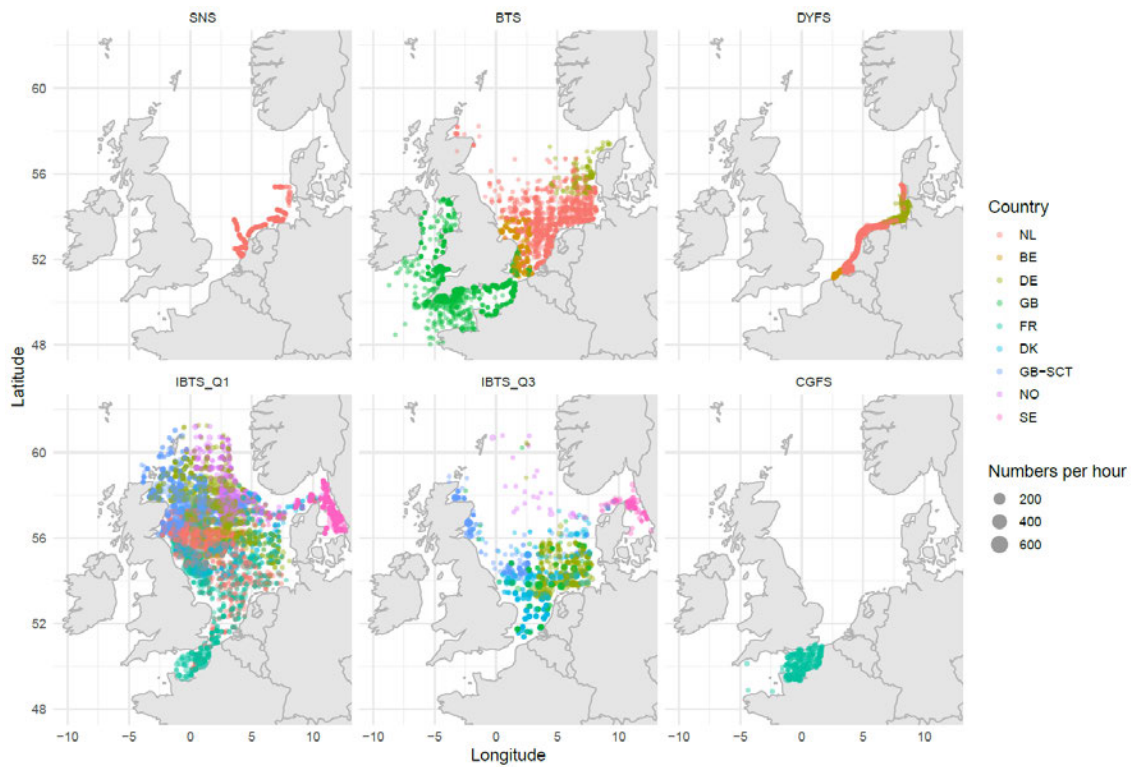 SNS
BTS
DYFS
60
56
52
48
Latitude
IBTS_Q1
IBTS_Q3
CGFS
60
56
52
48
−10 −5 0 5 10
−10 −5 0 5 10
−10 −5 0 5 10
Longitude
Country
NL
BE
DE
GB
FR
DK
GB−SCT
NO
SE
Numbers per hour
200
400
600